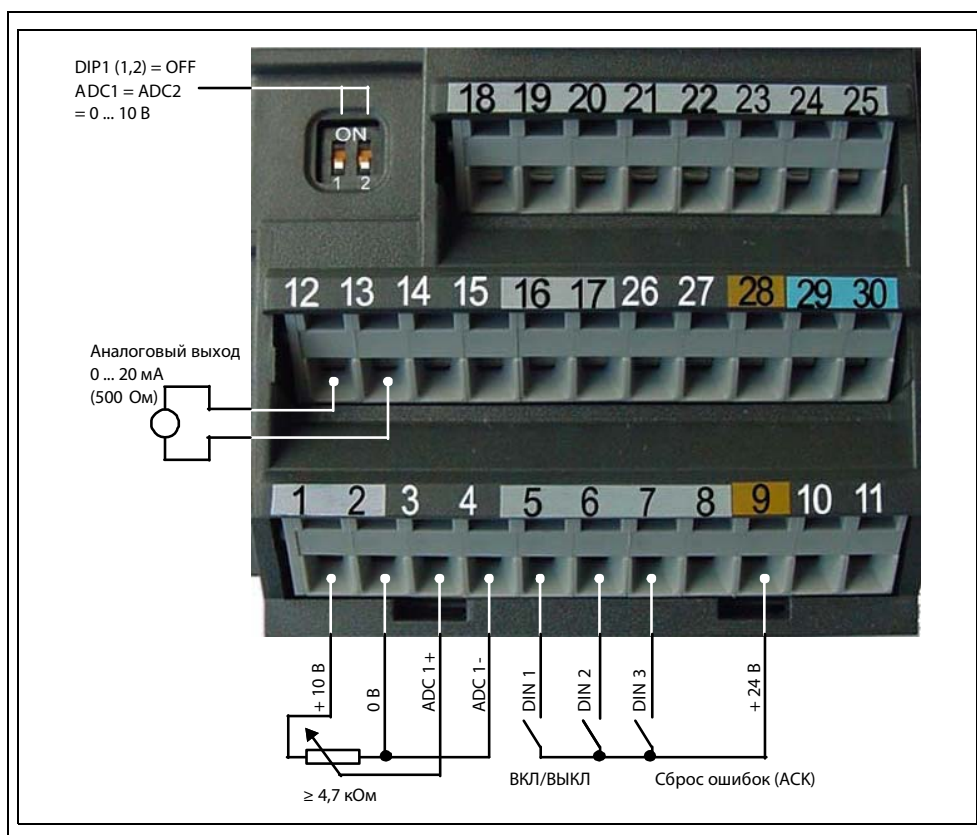 DIP1 (1,2) = OFF
ADC1 = ADC2
= 0 ... 10 В
ON
1 2
18 19 20 21 22 23 24 25
12 13 14 15 16 17 26 27 28 29 30
Аналоговый выход
0 ... 20 мА
(500 Ом)
1 2 3 4 5 6 7 8 9 10 11
+ 10 В
0 В
ADC 1+
ADC 1-
DIN 1
DIN 2
DIN 3
+ 24 В
≥ 4,7 кОм
ВКЛ/ВЫКЛ
Сброс ошибок (ACK)